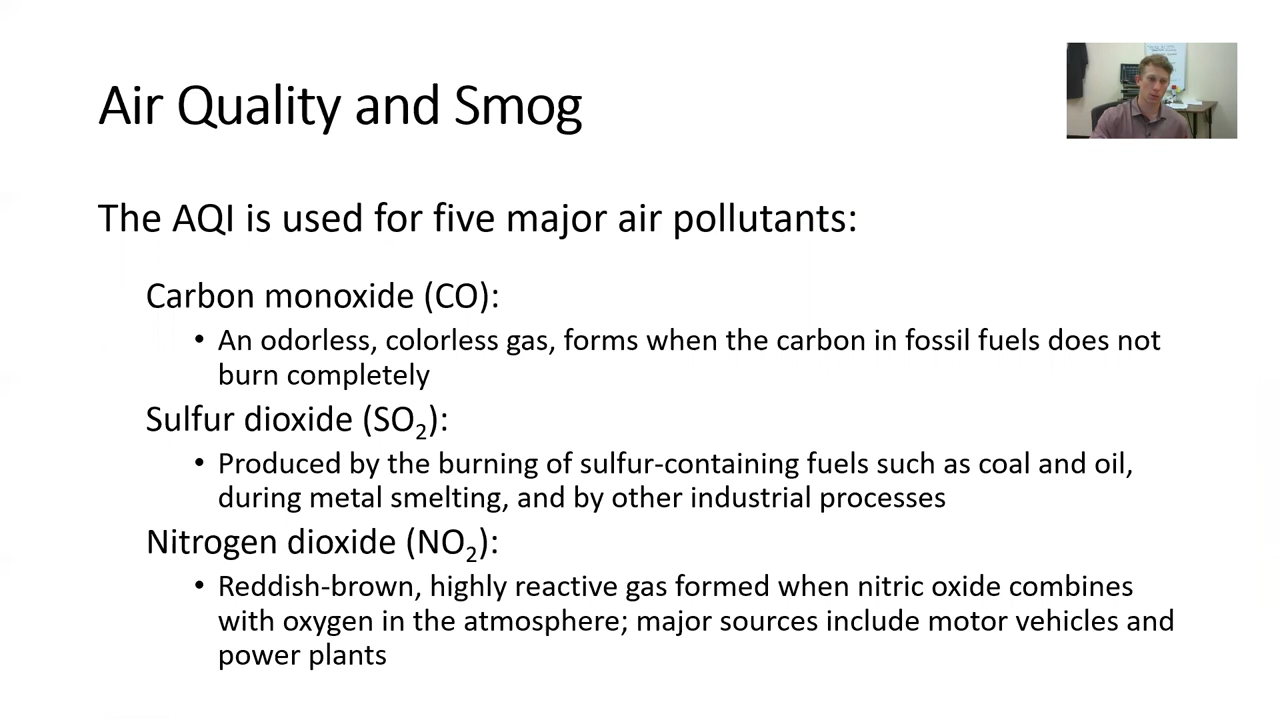 Air Quality and Smog
The AQI is used for five major air pollutants:
Carbon monoxide (CO):
• An odorless, colorless gas, forms when the carbon in fossil fuels does not
burn completely
Sulfur dioxide (SO₂):
• Produced by the burning of sulfur-containing fuels such as coal and oil,
during metal smelting, and by other industrial processes
Nitrogen dioxide (NO₂):
• Reddish-brown, highly reactive gas formed when nitric oxide combines
with oxygen in the atmosphere; major sources include motor vehicles and
power plants